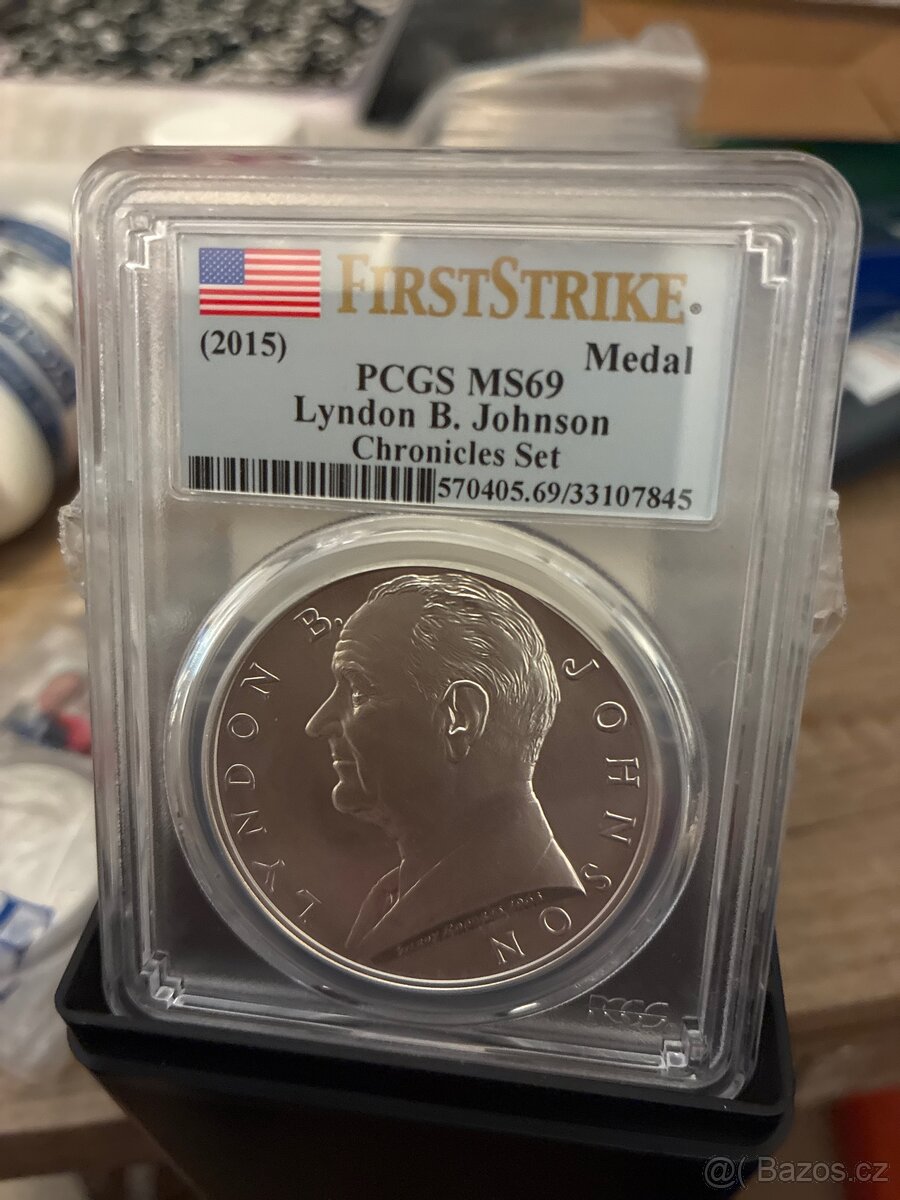 FIRSTSTRIKE®
(2015)
Medal
PCGS MS69
Lyndon B. Johnson
Chronicles Set
570405.69/33107845
LYNDON B. JOHNSON
PCGS
@( Bazos.cz